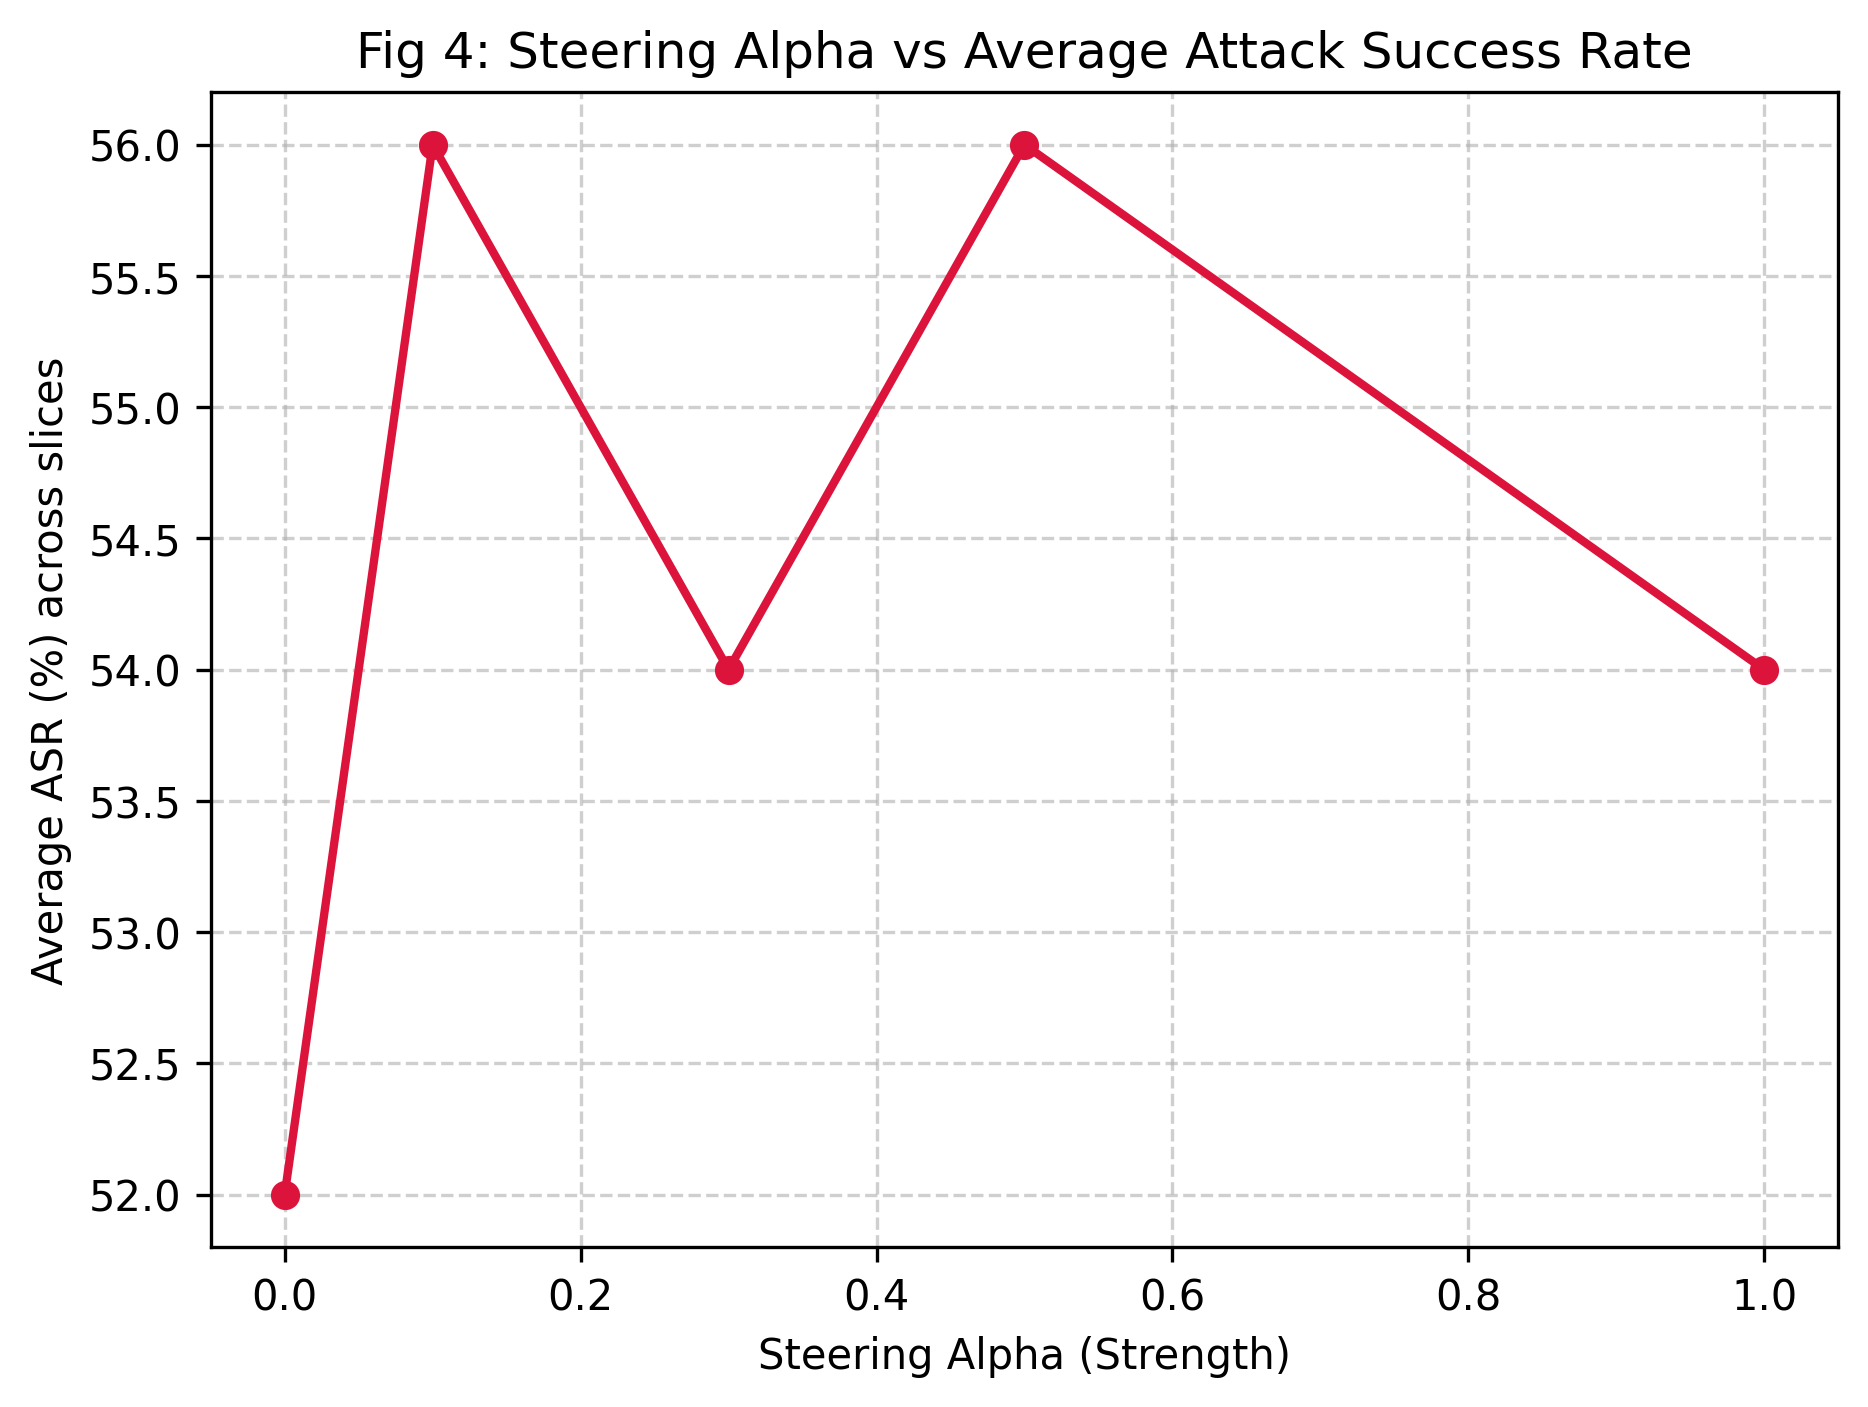 Fig 4: Steering Alpha vs Average Attack Success Rate
Average ASR (%) across slices
56.0
55.5
55.0
54.5
54.0
53.5
53.0
52.5
52.0
0.0 0.2 0.4 0.6 0.8 1.0
Steering Alpha (Strength)